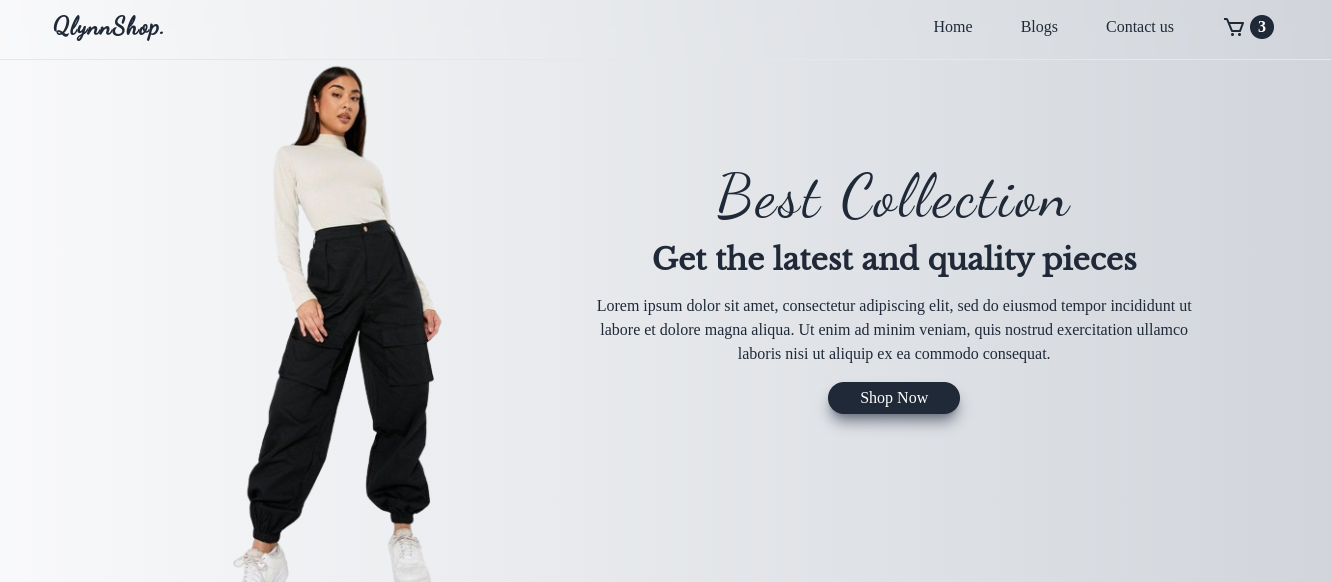 QlynnShop.
Home
Blogs
Contact us
3
Best Collection
Get the latest and quality pieces
Lorem ipsum dolor sit amet, consectetur adipiscing elit, sed do eiusmod tempor incididunt ut
labore et dolore magna aliqua. Ut enim ad minim veniam, quis nostrud exercitation ullamco
laboris nisi ut aliquip ex ea commodo consequat.
Shop Now